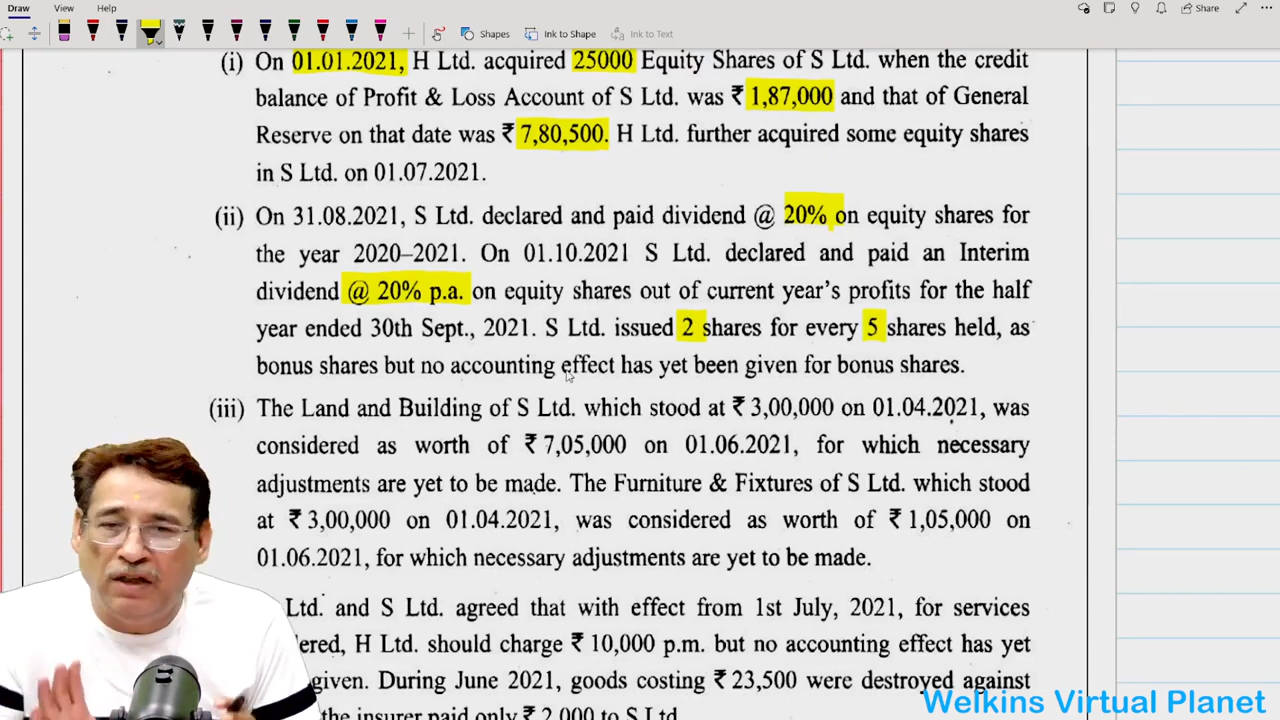 Draw View Help
Shapes Ink to Shape Ink to Text Share
(i) On 01.01.2021, H Ltd. acquired 25000 Equity Shares of S Ltd. when the credit
balance of Profit & Loss Account of S Ltd. was ₹ 1,87,000 and that of General
Reserve on that date was ₹ 7,80,500. H Ltd. further acquired some equity shares
in S Ltd. on 01.07.2021.
(ii) On 31.08.2021, S Ltd. declared and paid dividend @ 20% on equity shares for
the year 2020–2021. On 01.10.2021 S Ltd. declared and paid an Interim
dividend @ 20% p.a. on equity shares out of current year's profits for the half
year ended 30th Sept., 2021. S Ltd. issued 2 shares for every 5 shares held, as
bonus shares but no accounting effect has yet been given for bonus shares.
(iii) The Land and Building of S Ltd. which stood at ₹ 3,00,000 on 01.04.2021, was
considered as worth of ₹ 7,05,000 on 01.06.2021, for which necessary
adjustments are yet to be made. The Furniture & Fixtures of S Ltd. which stood
at ₹ 3,00,000 on 01.04.2021, was considered as worth of ₹ 1,05,000 on
01.06.2021, for which necessary adjustments are yet to be made.
Ltd. and S Ltd. agreed that with effect from 1st July, 2021, for services
H Ltd. should charge ₹ 10,000 p.m. but no accounting effect has yet
given. During June 2021, goods costing ₹ 23,500 were destroyed against
the insurer paid only ₹ 2,000 to S Ltd.
Welkins Virtual Planet